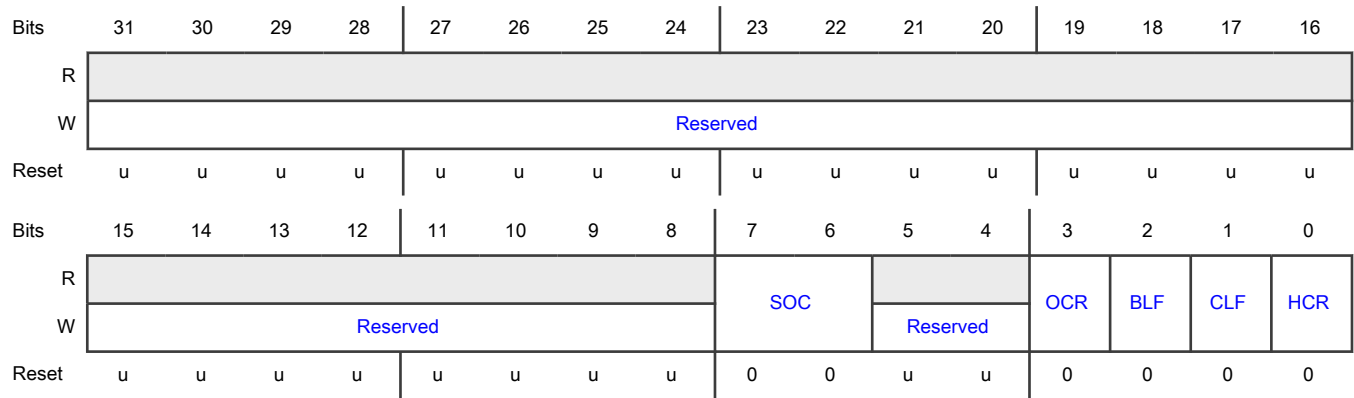 Bits 31 30 29 28 27 26 25 24 23 22 21 20 19 18 17 16
R
W Reserved
Reset u u u u u u u u u u u u u u u u
Bits 15 14 13 12 11 10 9 8 7 6 5 4 3 2 1 0
R
SOC OCR BLF CLF HCR
W Reserved Reserved
Reset u u u u u u u u 0 0 u u 0 0 0 0